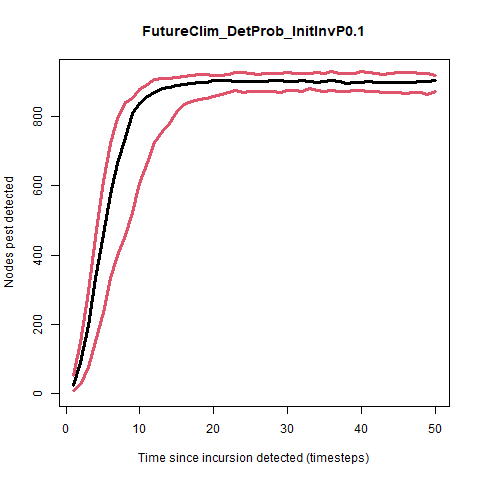 FutureClim_DetProb_InitInvP0.1
Nodes pest detected
800
600
400
200
0
0 10 20 30 40 50
Time since incursion detected (timesteps)